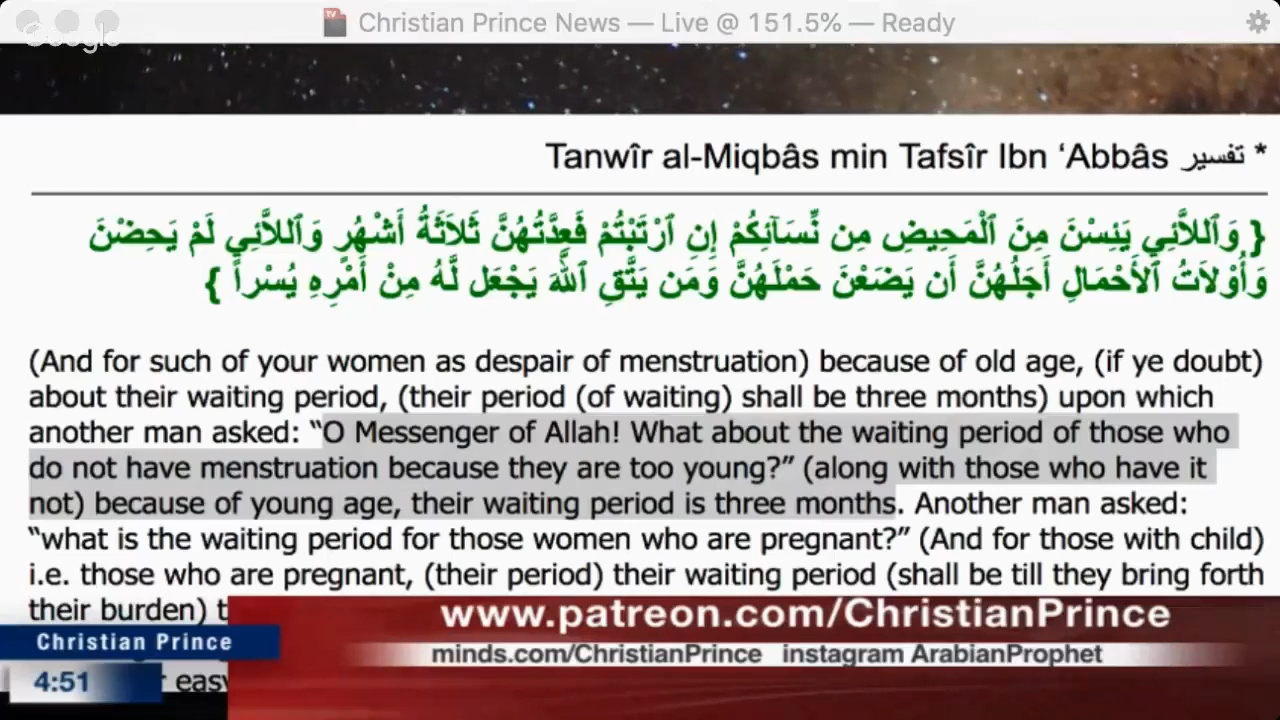 Christian Prince News — Live @ 151.5% — Ready
Google
Tanwîr al-Miqbâs min Tafsîr Ibn ‘Abbâs تفسير *
{ وَٱللاَّئِي يَئِسْنَ مِنَ ٱلْمَحِيضِ مِن نِّسَآئِكُمْ إِنِ ٱرْتَبْتُمْ فَعِدَّتُهُنَّ ثَلاَثَةُ أَشْهُرٍ وَٱللاَّئِي لَمْ يَحِضْنَ
وَأُوْلاَتُ ٱلأَحْمَالِ أَجَلُهُنَّ أَن يَضَعْنَ حَمْلَهُنَّ وَمَن يَتَّقِ ٱللَّهَ يَجْعَل لَّهُ مِنْ أَمْرِهِ يُسْراً }
(And for such of your women as despair of menstruation) because of old age, (if ye doubt)
about their waiting period, (their period (of waiting) shall be three months) upon which
another man asked: “O Messenger of Allah! What about the waiting period of those who
do not have menstruation because they are too young?” (along with those who have it
not) because of young age, their waiting period is three months. Another man asked:
“what is the waiting period for those women who are pregnant?” (And for those with child)
i.e. those who are pregnant, (their period) their waiting period (shall be till they bring forth
their burden) t
www.patreon.com/ChristianPrince
Christian Prince
minds.com/ChristianPrince instagram ArabianProphet
4:51